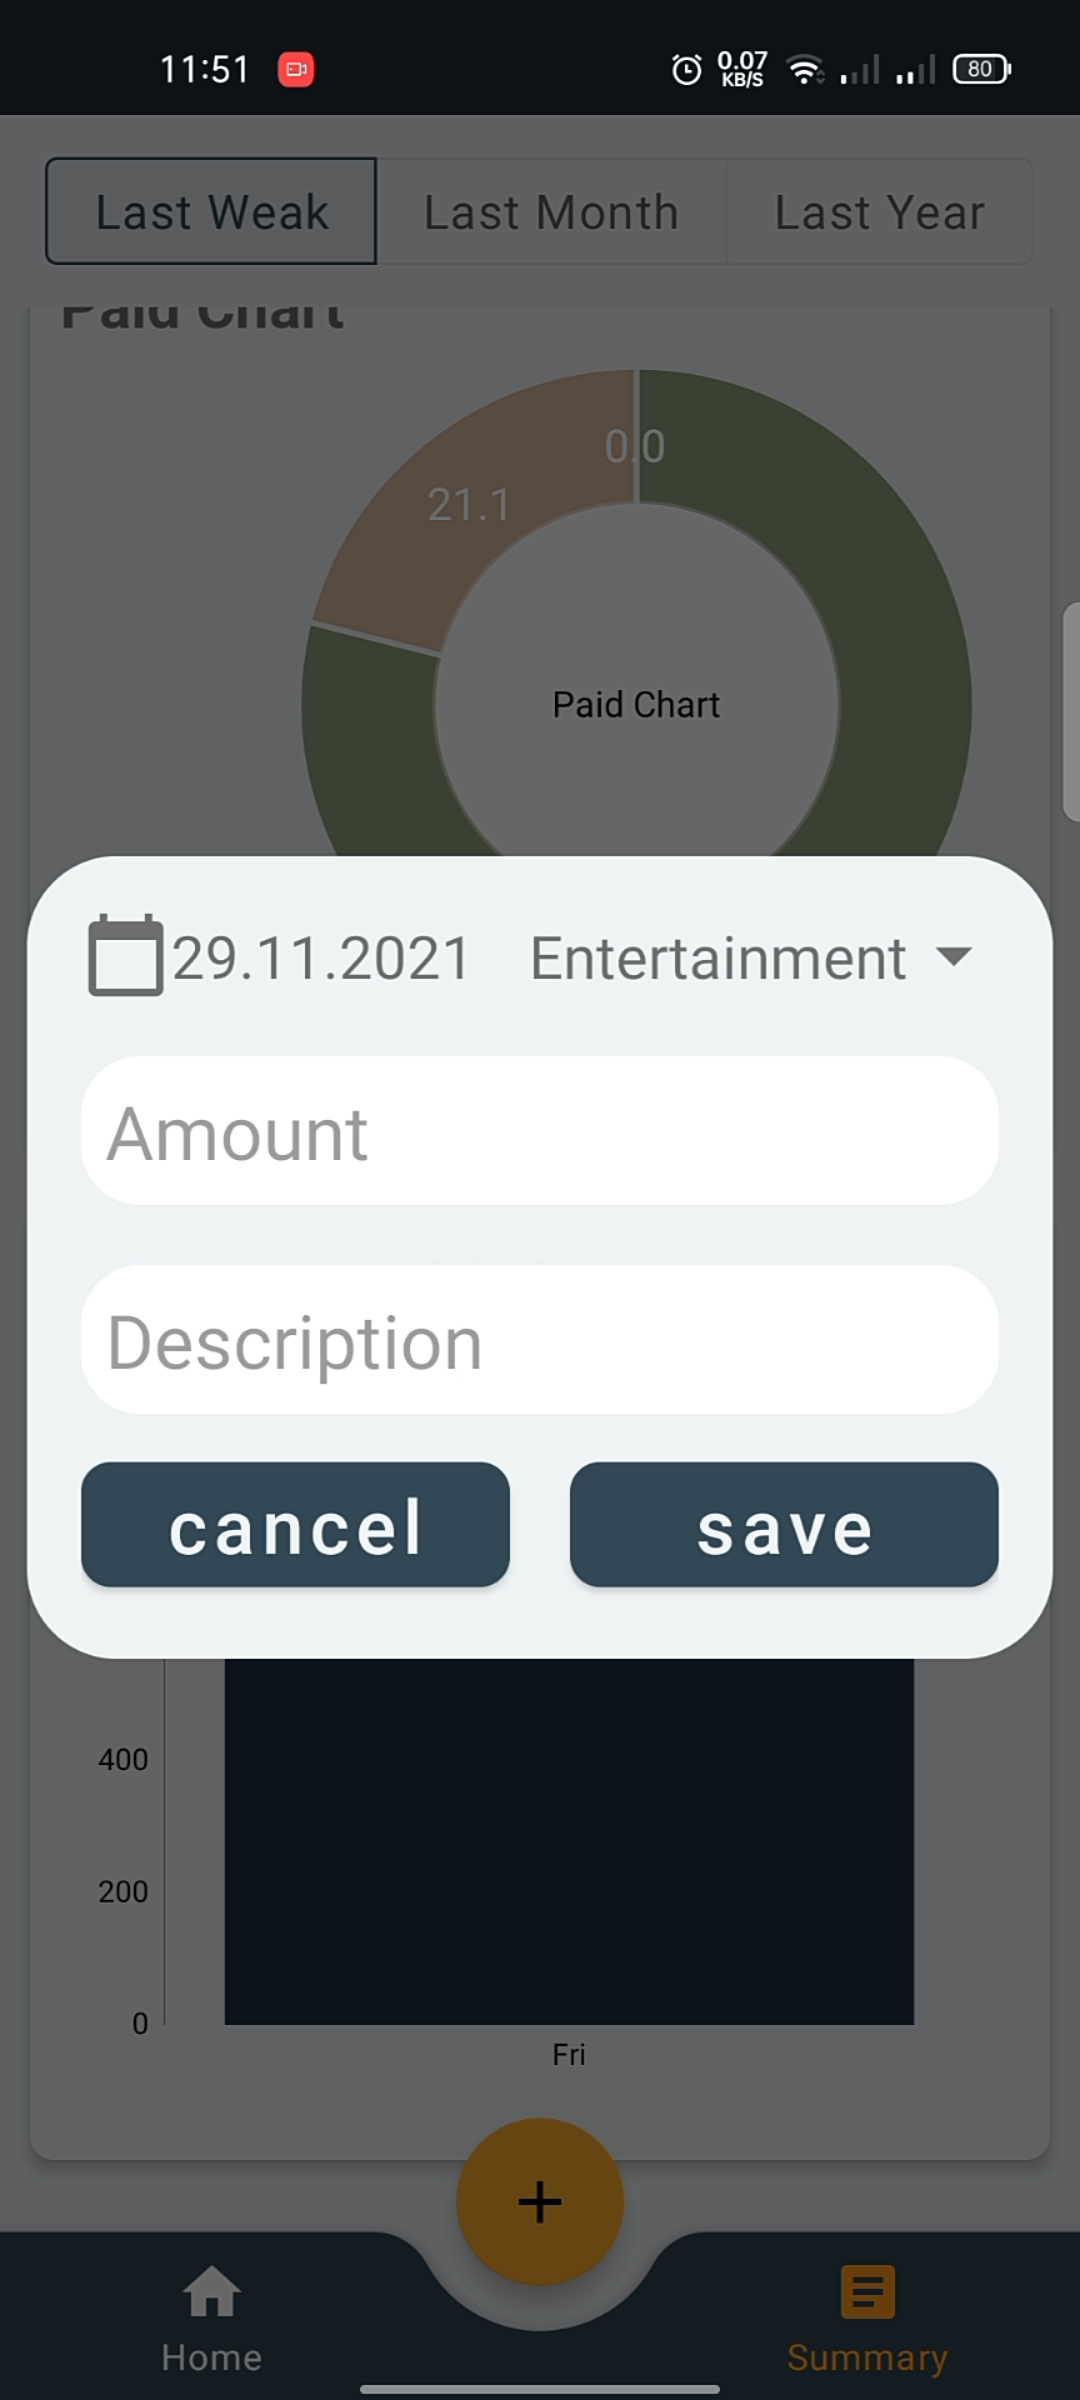 11:51
0.07
KB/S
80
Last Weak
Last Month
Last Year
Paid Chart
0.0
21.1
Paid Chart
29.11.2021
Entertainment
Amount
Description
cancel
save
400
200
0
Fri
+
Home
Summary